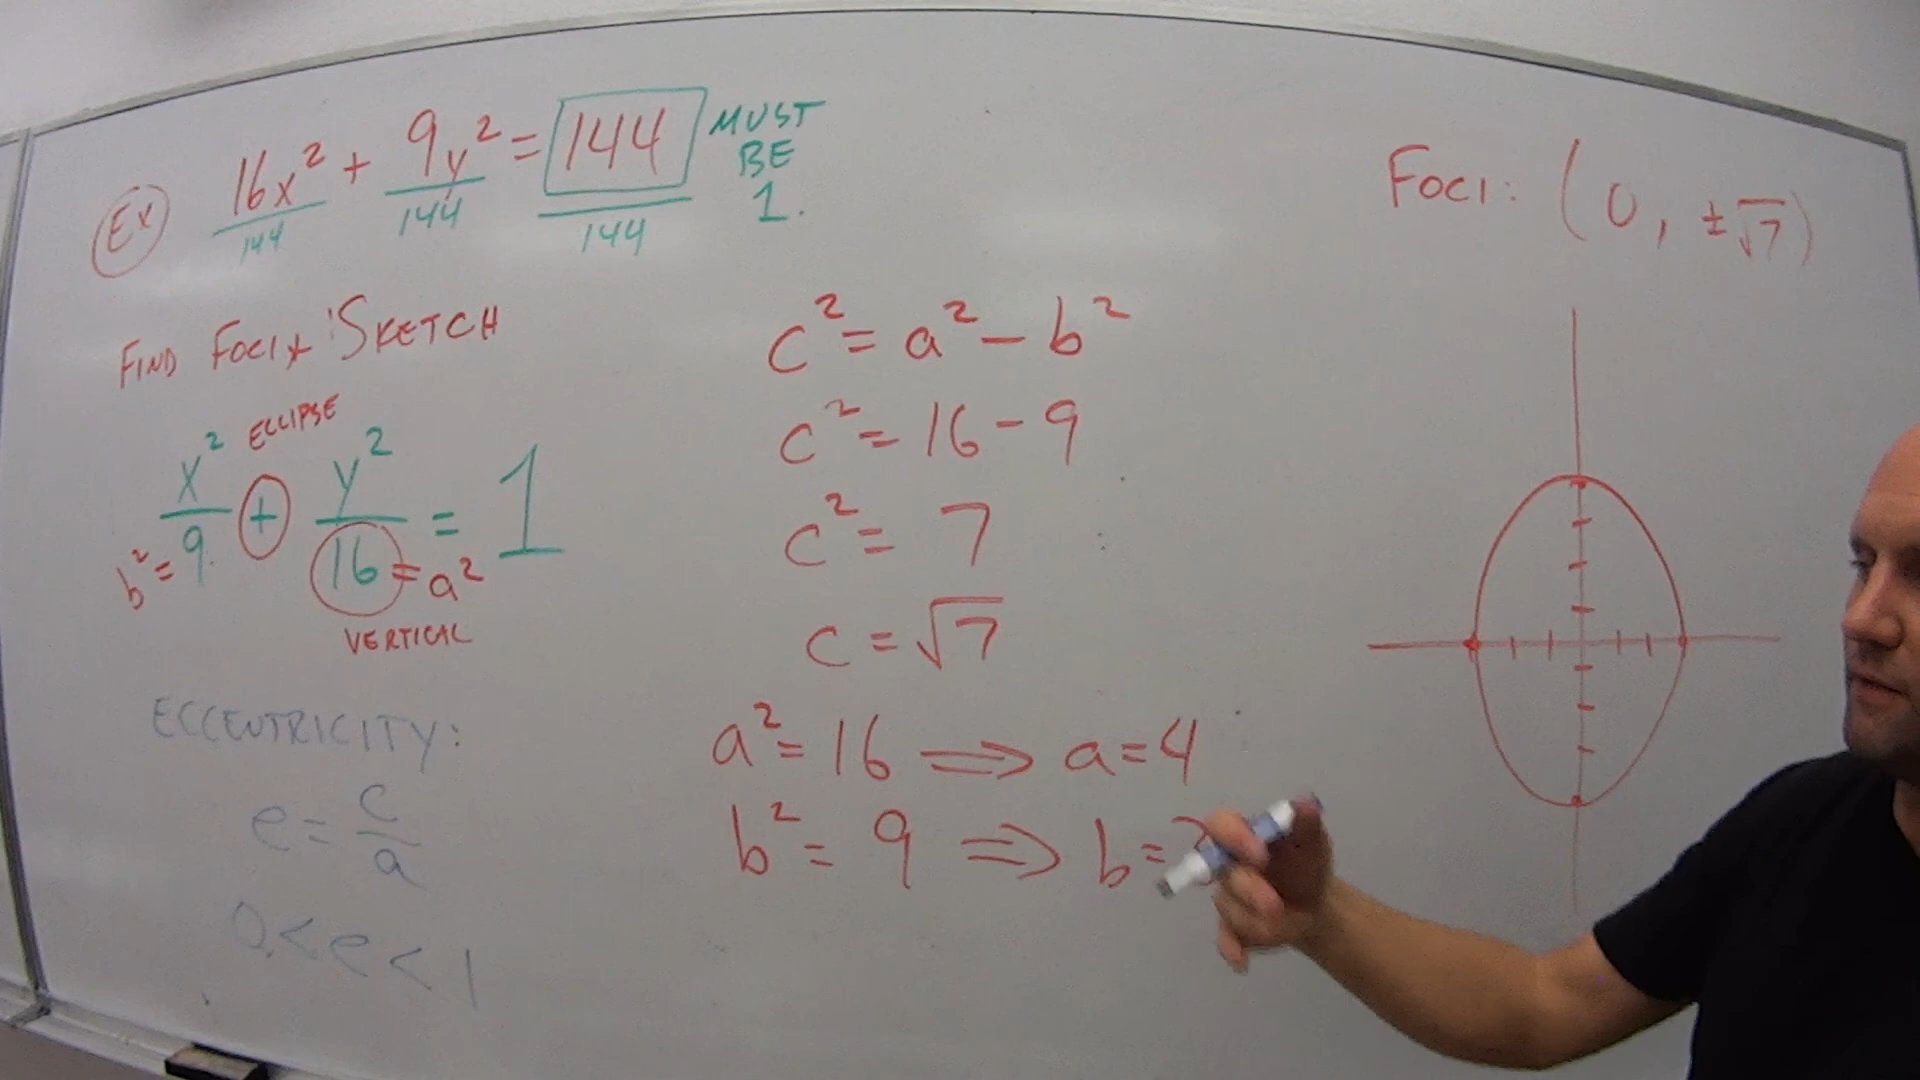 Ex 16x²/144 + 9y²/144 = 144/144 MUST BE 1.
FIND FOCI + SKETCH
ELLIPSE
x²/9 + y²/16 = 1
b² = 9 16 = a²
VERTICAL
ECCENTRICITY:
e = c/a
0 < e < 1
c² = a² - b²
c² = 16 - 9
c² = 7
c = √7
a² = 16 ⇒ a = 4
b² = 9 ⇒ b =
FOCI: (0, ±√7)